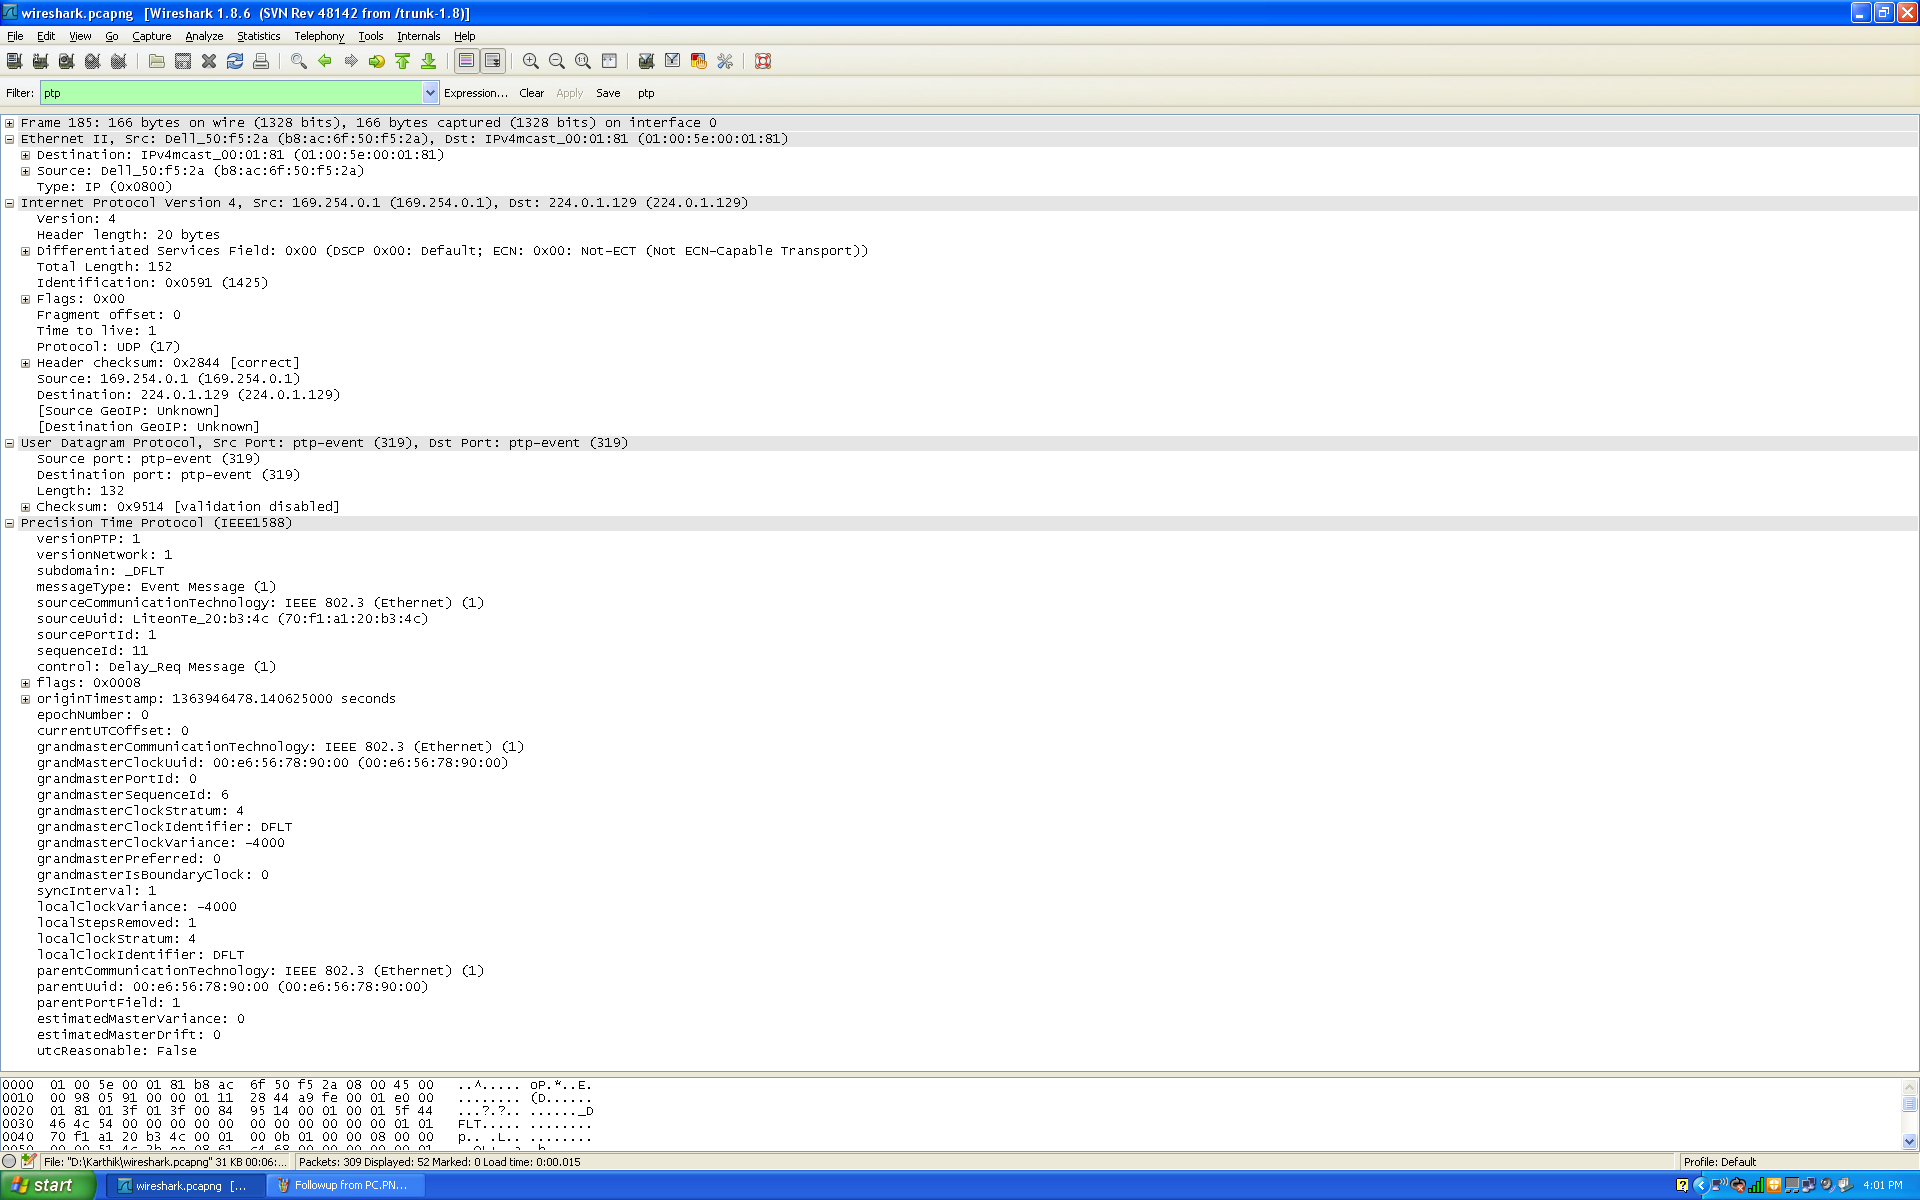 wireshark.pcapng   [Wireshark 1.8.6  (SVN Rev 48142 from /trunk-1.8)]
File Edit View Go Capture Analyze Statistics Telephony Tools Internals Help
Filter: ptp Expression... Clear Apply Save ptp
Frame 185: 166 bytes on wire (1328 bits), 166 bytes captured (1328 bits) on interface 0
Ethernet II, Src: Dell_50:f5:2a (b8:ac:6f:50:f5:2a), Dst: IPv4mcast_00:01:81 (01:00:5e:00:01:81)
Destination: IPv4mcast_00:01:81 (01:00:5e:00:01:81)
Source: Dell_50:f5:2a (b8:ac:6f:50:f5:2a)
Type: IP (0x0800)
Internet Protocol Version 4, Src: 169.254.0.1 (169.254.0.1), Dst: 224.0.1.129 (224.0.1.129)
Version: 4
Header length: 20 bytes
Differentiated Services Field: 0x00 (DSCP 0x00: Default; ECN: 0x00: Not-ECT (Not ECN-Capable Transport))
Total Length: 152
Identification: 0x0591 (1425)
Flags: 0x00
Fragment offset: 0
Time to live: 1
Protocol: UDP (17)
Header checksum: 0x2844 [correct]
Source: 169.254.0.1 (169.254.0.1)
Destination: 224.0.1.129 (224.0.1.129)
[Source GeoIP: Unknown]
[Destination GeoIP: Unknown]
User Datagram Protocol, Src Port: ptp-event (319), Dst Port: ptp-event (319)
Source port: ptp-event (319)
Destination port: ptp-event (319)
Length: 132
Checksum: 0x9514 [validation disabled]
Precision Time Protocol (IEEE1588)
versionPTP: 1
versionNetwork: 1
subdomain: _DFLT
messageType: Event Message (1)
sourceCommunicationTechnology: IEEE 802.3 (Ethernet) (1)
sourceUuid: LiteonTe_20:b3:4c (70:f1:a1:20:b3:4c)
sourcePortId: 1
sequenceId: 11
control: Delay_Req Message (1)
flags: 0x0008
originTimestamp: 1363946478.140625000 seconds
epochNumber: 0
currentUTCOffset: 0
grandmasterCommunicationTechnology: IEEE 802.3 (Ethernet) (1)
grandMasterClockUuid: 00:e6:56:78:90:00 (00:e6:56:78:90:00)
grandmasterPortId: 0
grandmasterSequenceId: 6
grandmasterClockStratum: 4
grandmasterClockIdentifier: DFLT
grandmasterClockVariance: -4000
grandmasterPreferred: 0
grandmasterIsBoundaryClock: 0
syncInterval: 1
localClockVariance: -4000
localStepsRemoved: 1
localClockStratum: 4
localClockIdentifier: DFLT
parentCommunicationTechnology: IEEE 802.3 (Ethernet) (1)
parentUuid: 00:e6:56:78:90:00 (00:e6:56:78:90:00)
parentPortField: 1
estimatedMasterVariance: 0
estimatedMasterDrift: 0
utcReasonable: False
0000  01 00 5e 00 01 81 b8 ac  6f 50 f5 2a 08 00 45 00   ..^..... oP.*..E.
0010  00 98 05 91 00 00 01 11  28 44 a9 fe 00 01 e0 00   ........ (D......
0020  01 81 01 3f 01 3f 00 84  95 14 00 01 00 01 5f 44   ...?.?.. ......_D
0030  46 4c 54 00 00 00 00 00  00 00 00 00 00 00 01 01   FLT..... ........
0040  70 f1 a1 20 b3 4c 00 01  00 0b 01 00 00 08 00 00   p.. .L.. ........
File: "D:\Karthik\wireshark.pcapng" 31 KB 00:06:... Packets: 309 Displayed: 52 Marked: 0 Load time: 0:00.015 Profile: Default
start wireshark.pcapng  [... Followup from PC.PN... 4:01 PM